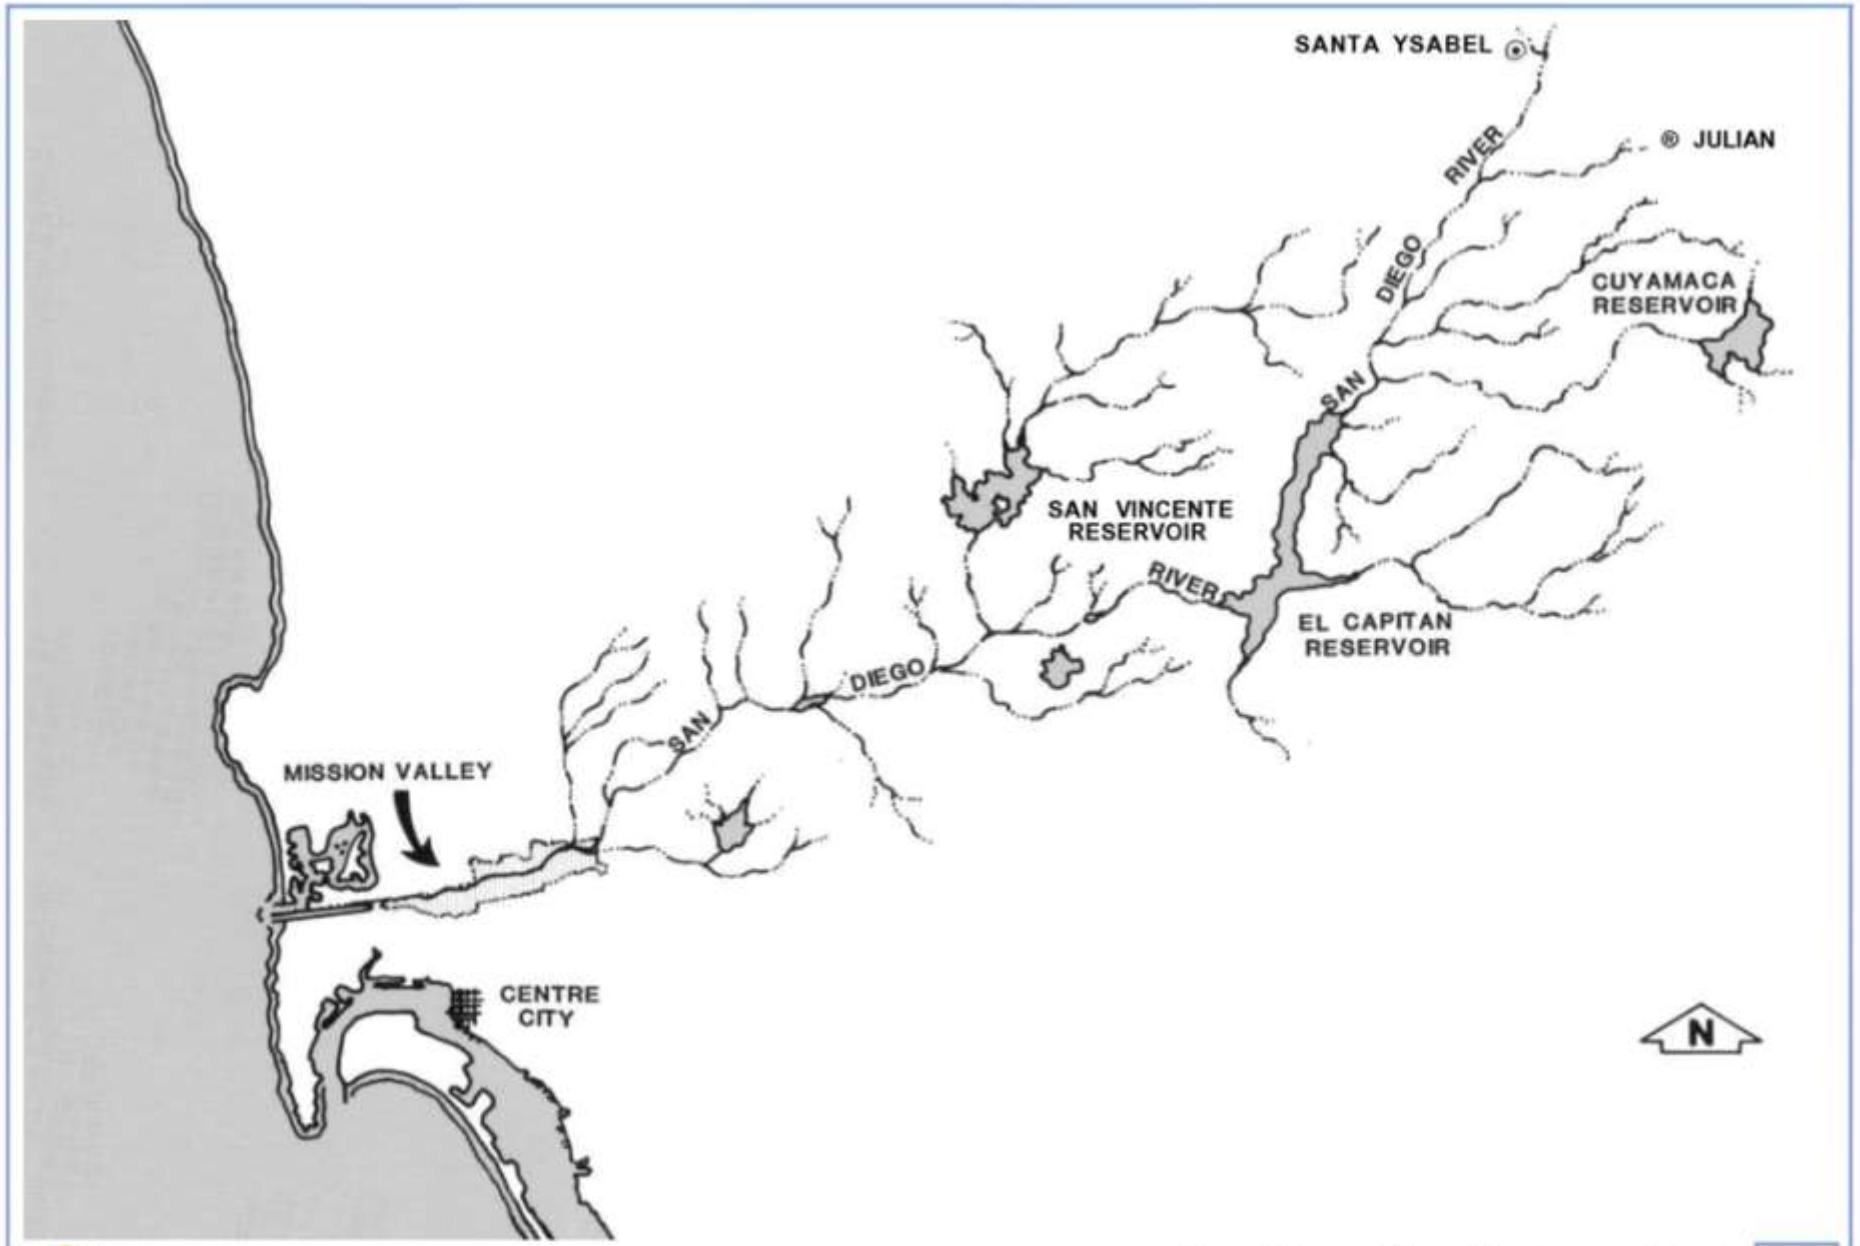 SANTA YSABEL
® JULIAN
RIVER
DIEGO
CUYAMACA
RESERVOIR
SAN
SAN VINCENTE
RESERVOIR
RIVER
EL CAPITAN
RESERVOIR
DIEGO
SAN
MISSION VALLEY
CENTRE
CITY
N